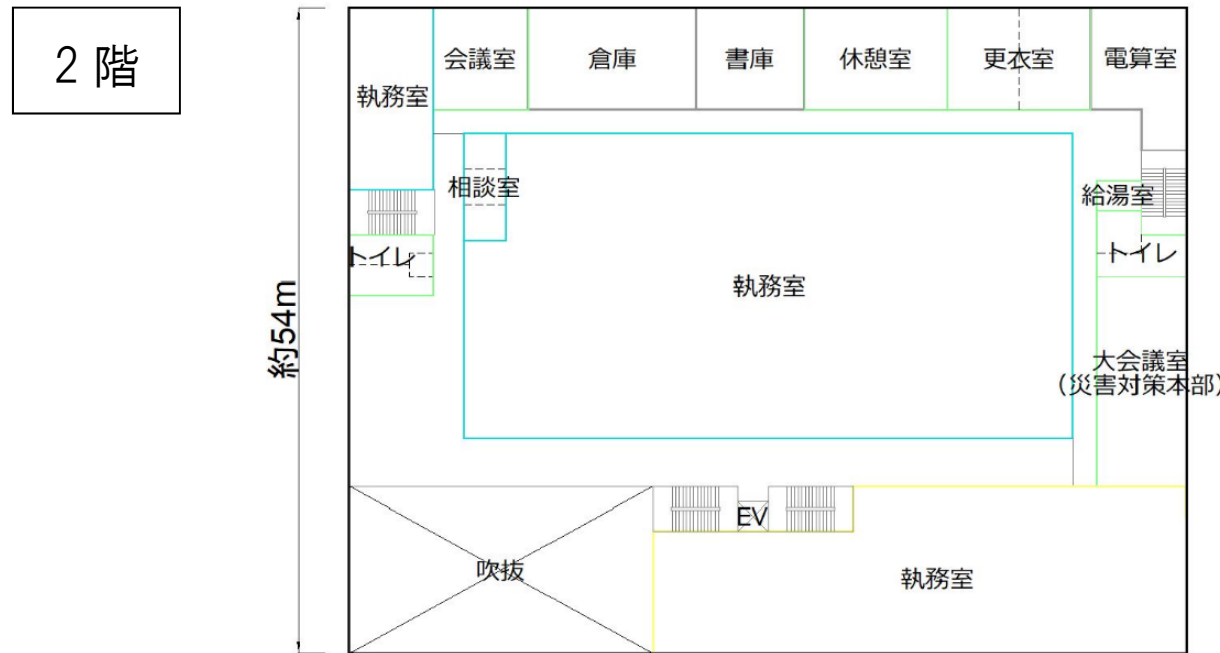 2階
会議室
倉庫
書庫
休憩室
更衣室
電算室
執務室
相談室
給湯室
トイレ
トイレ
執務室
約54m
大会議室
（災害対策本部）
EV
吹抜
執務室